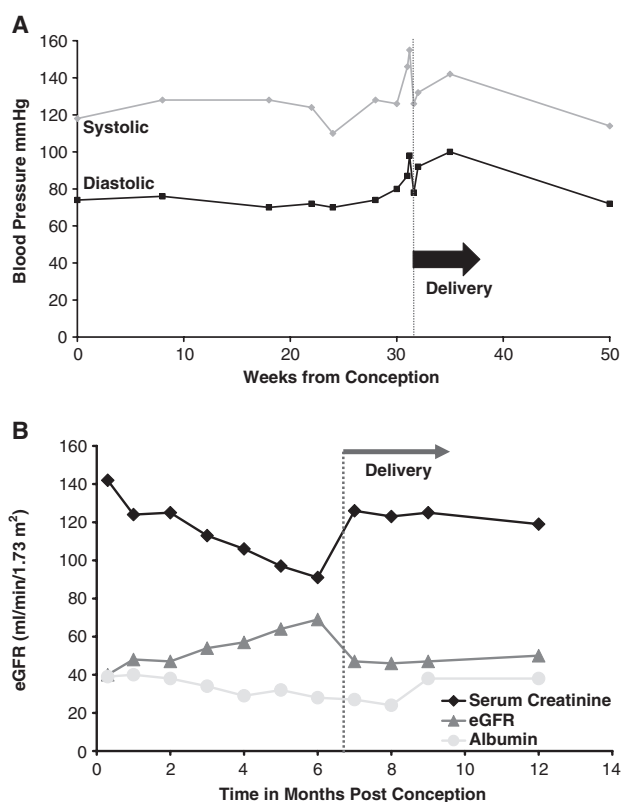 A
160
140
120
100
80
60
40
20
0
Blood Pressure mmHg
Systolic
Diastolic
Delivery
0 10 20 30 40 50
Weeks from Conception
B
160
140
120
100
80
60
40
20
0
eGFR (ml/min/1.73 m²)
Delivery
Serum Creatinine
eGFR
Albumin
0 2 4 6 8 10 12 14
Time in Months Post Conception